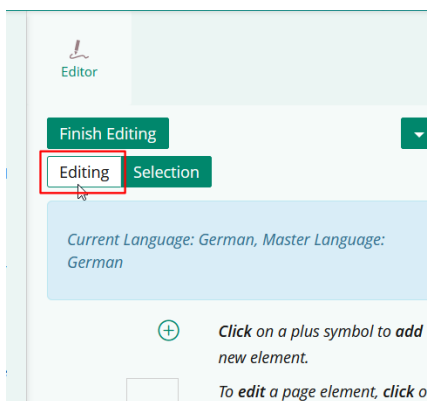 Editor
Finish Editing
Editing Selection
Current Language: German, Master Language:
German
Click on a plus symbol to add
new element.
To edit a page element, click